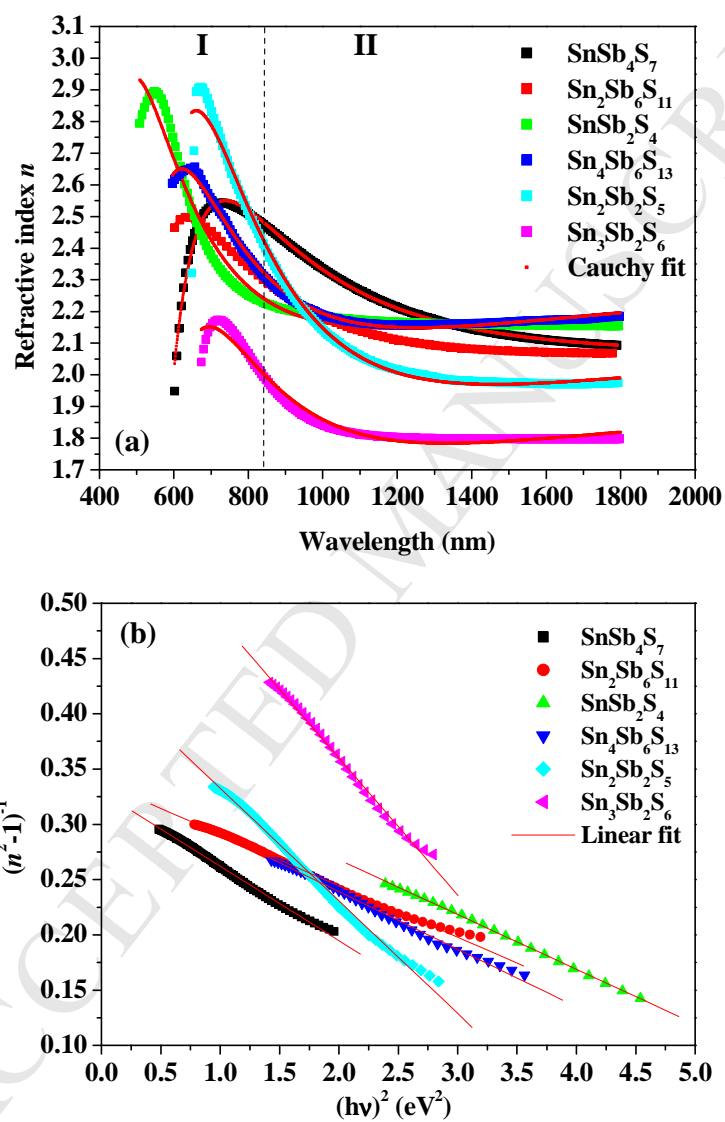 3.1
3.0
2.9
2.8
2.7
2.6
2.5
2.4
2.3
2.2
2.1
2.0
1.9
1.8
1.7
Refractive index n
I
II
SnSb₄S₇
Sn₂Sb₆S₁₁
SnSb₂S₄
Sn₄Sb₆S₁₃
Sn₂Sb₂S₅
Sn₃Sb₂S₆
Cauchy fit
(a)
400 600 800 1000 1200 1400 1600 1800 2000
Wavelength (nm)
0.50
0.45
0.40
0.35
0.30
0.25
0.20
0.15
0.10
(n²-1)⁻¹
(b)
SnSb₄S₇
Sn₂Sb₆S₁₁
SnSb₂S₄
Sn₄Sb₆S₁₃
Sn₂Sb₂S₅
Sn₃Sb₂S₆
Linear fit
0.0 0.5 1.0 1.5 2.0 2.5 3.0 3.5 4.0 4.5 5.0
(hν)² (eV²)
ACCEPTED MANUSCR